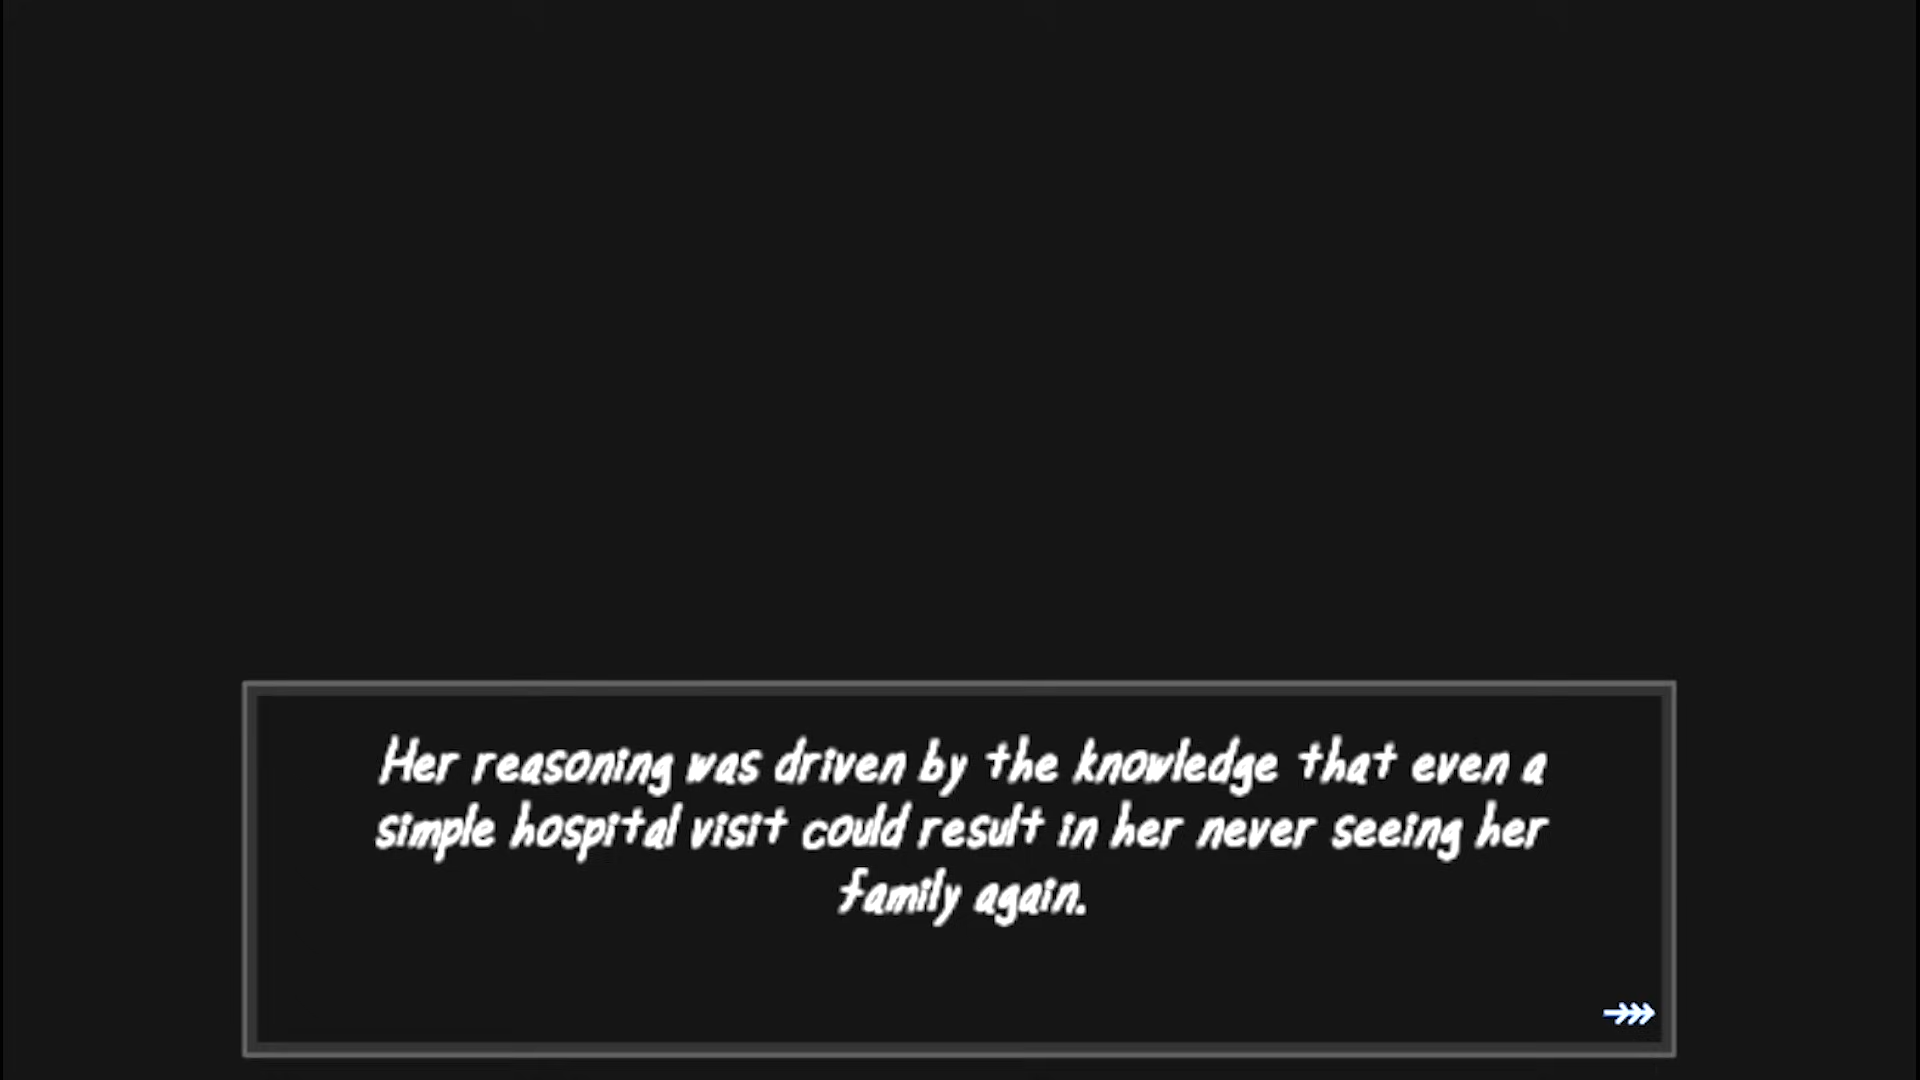 Her reasoning was driven by the knowledge that even a
simple hospital visit could result in her never seeing her
family again.